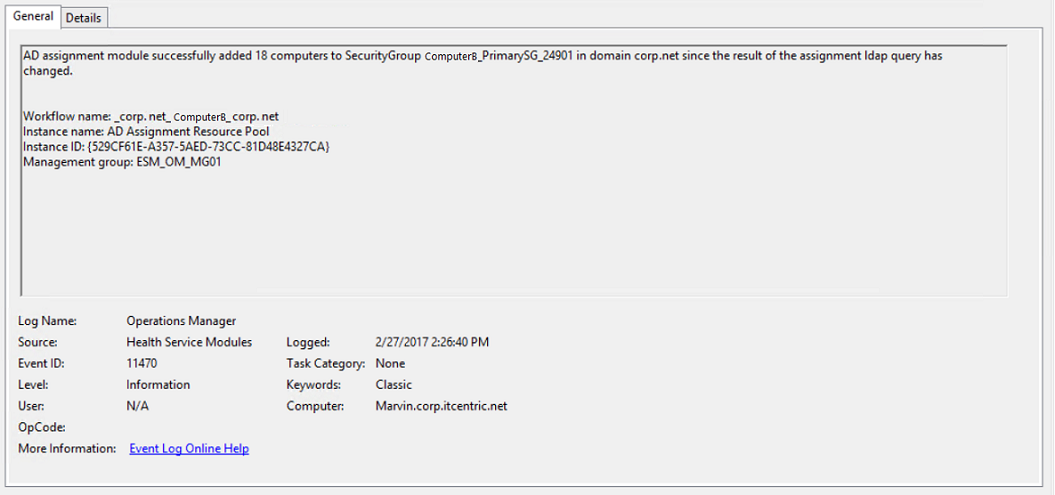 General Details
AD assignment module successfully added 18 computers to SecurityGroup ComputerB_PrimarySG_24901 in domain corp.net since the result of the assignment ldap query has
changed.
Workflow name: _corp. net_ ComputerB_ corp. net
Instance name: AD Assignment Resource Pool
Instance ID: {529CF61E-A357-5AED-73CC-81D48E4327CA}
Management group: ESM_OM_MG01
Log Name: Operations Manager
Source: Health Service Modules Logged: 2/27/2017 2:26:40 PM
Event ID: 11470 Task Category: None
Level: Information Keywords: Classic
User: N/A Computer: Marvin.corp.itcentric.net
OpCode:
More Information: Event Log Online Help